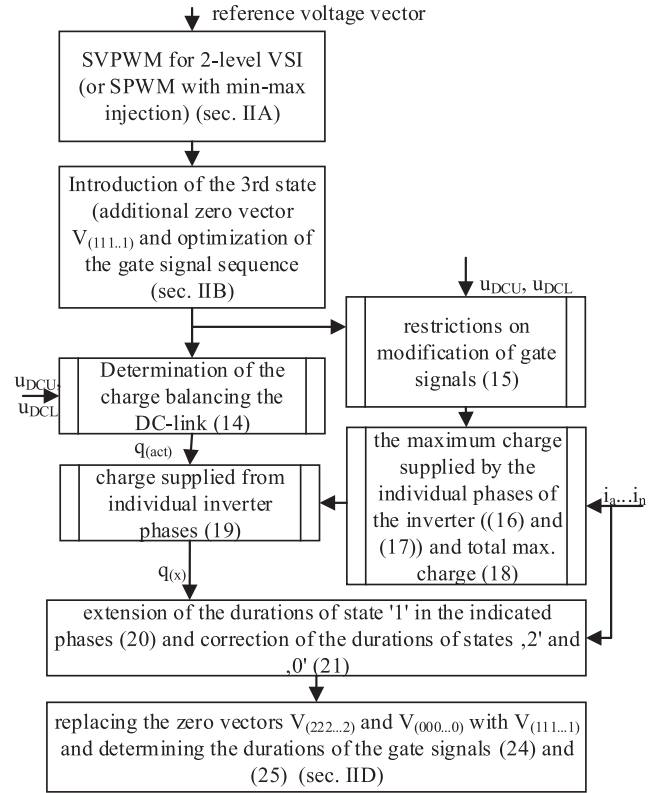 reference voltage vector
SVPWM for 2-level VSI
(or SPWM with min-max
injection) (sec. IIA)
Introduction of the 3rd state
(additional zero vector
V(111..1) and optimization of
the gate signal sequence
(sec. IIB)
uDCU, uDCL
restrictions on
modification of gate
signals (15)
uDCU,
uDCL
Determination of the
charge balancing the
DC-link (14)
q(act)
charge supplied from
individual inverter
phases (19)
the maximum charge
supplied by the
individual phases of
the inverter ((16) and
(17)) and total max.
charge (18)
ia...in
q(x)
extension of the durations of state '1' in the indicated
phases (20) and correction of the durations of states ‚2' and
‚0' (21)
replacing the zero vectors V(222...2) and V(000...0) with V(111...1)
and determining the durations of the gate signals (24) and
(25) (sec. IID)